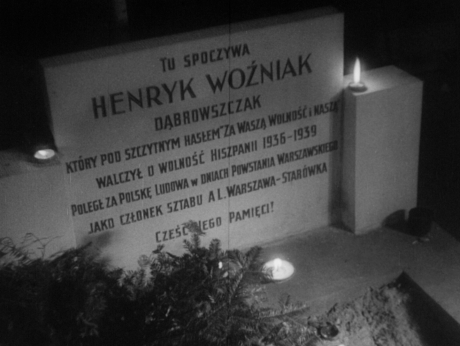 TU SPOCZYWA
HENRYK WOŹNIAK
DĄBROWSZCZAK
KTÓRY POD SZCZYTNYM HASŁEM "ZA WASZĄ WOLNOŚĆ I NASZĄ
WALCZYŁ O WOLNOŚĆ HISZPANII 1936-1939
POLEGŁ ZA POLSKĘ LUDOWĄ W DNIACH POWSTANIA WARSZAWSKIEGO
JAKO CZŁONEK SZTABU A L. WARSZAWA-STARÓWKA
CZEŚĆ JEGO PAMIĘCI!